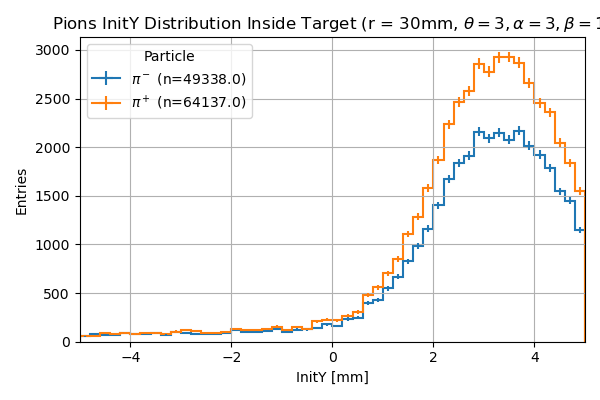 Pions InitY Distribution Inside Target (r = 30mm, θ = 3, α = 3, β = 1
Particle
π⁻ (n=49338.0)
π⁺ (n=64137.0)
3000
2500
2000
1500
1000
500
0
Entries
−4 −2 0 2 4
InitY [mm]